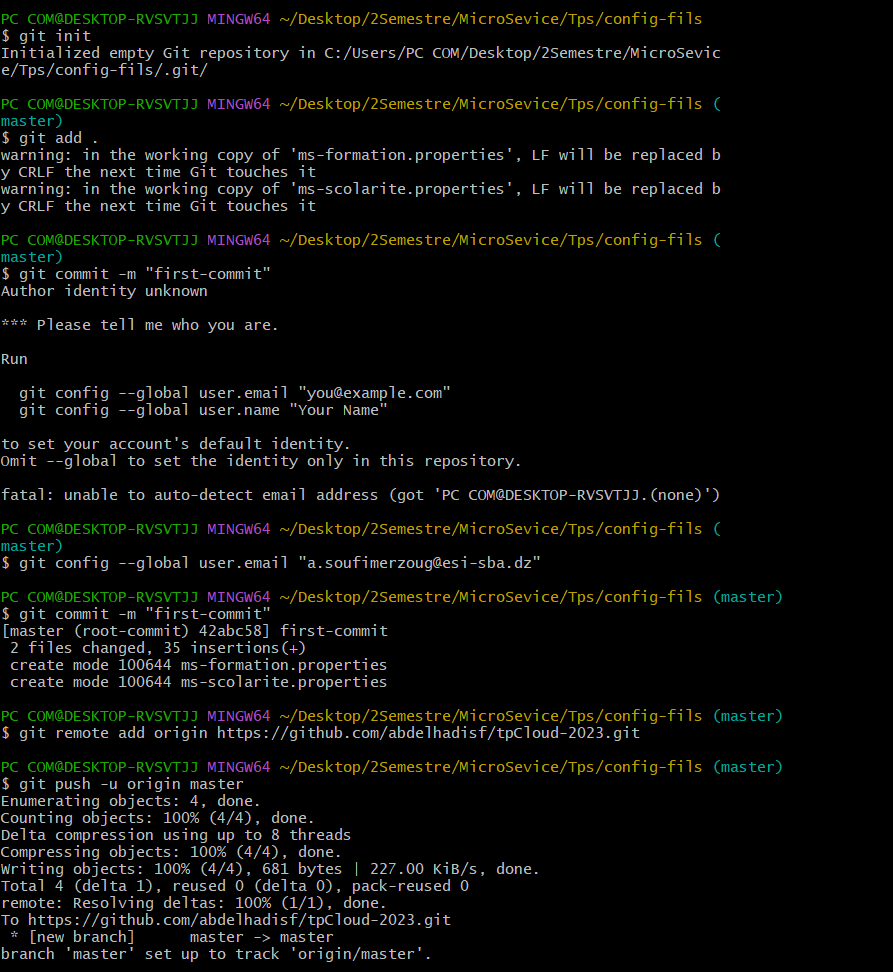 PC COM@DESKTOP-RVSVTJJ MINGW64 ~/Desktop/2Semestre/MicroSevice/Tps/config-fils
$ git init
Initialized empty Git repository in C:/Users/PC COM/Desktop/2Semestre/MicroSevic
e/Tps/config-fils/.git/
PC COM@DESKTOP-RVSVTJJ MINGW64 ~/Desktop/2Semestre/MicroSevice/Tps/config-fils (
master)
$ git add .
warning: in the working copy of 'ms-formation.properties', LF will be replaced b
y CRLF the next time Git touches it
warning: in the working copy of 'ms-scolarite.properties', LF will be replaced b
y CRLF the next time Git touches it
PC COM@DESKTOP-RVSVTJJ MINGW64 ~/Desktop/2Semestre/MicroSevice/Tps/config-fils (
master)
$ git commit -m "first-commit"
Author identity unknown
*** Please tell me who you are.
Run
  git config --global user.email "you@example.com"
  git config --global user.name "Your Name"
to set your account's default identity.
Omit --global to set the identity only in this repository.
fatal: unable to auto-detect email address (got 'PC COM@DESKTOP-RVSVTJJ.(none)')
PC COM@DESKTOP-RVSVTJJ MINGW64 ~/Desktop/2Semestre/MicroSevice/Tps/config-fils (
master)
$ git config --global user.email "a.soufimerzoug@esi-sba.dz"
PC COM@DESKTOP-RVSVTJJ MINGW64 ~/Desktop/2Semestre/MicroSevice/Tps/config-fils (master)
$ git commit -m "first-commit"
[master (root-commit) 42abc58] first-commit
 2 files changed, 35 insertions(+)
 create mode 100644 ms-formation.properties
 create mode 100644 ms-scolarite.properties
PC COM@DESKTOP-RVSVTJJ MINGW64 ~/Desktop/2Semestre/MicroSevice/Tps/config-fils (master)
$ git remote add origin https://github.com/abdelhadisf/tpCloud-2023.git
PC COM@DESKTOP-RVSVTJJ MINGW64 ~/Desktop/2Semestre/MicroSevice/Tps/config-fils (master)
$ git push -u origin master
Enumerating objects: 4, done.
Counting objects: 100% (4/4), done.
Delta compression using up to 8 threads
Compressing objects: 100% (4/4), done.
Writing objects: 100% (4/4), 681 bytes | 227.00 KiB/s, done.
Total 4 (delta 1), reused 0 (delta 0), pack-reused 0
remote: Resolving deltas: 100% (1/1), done.
To https://github.com/abdelhadisf/tpCloud-2023.git
 * [new branch]      master -> master
branch 'master' set up to track 'origin/master'.